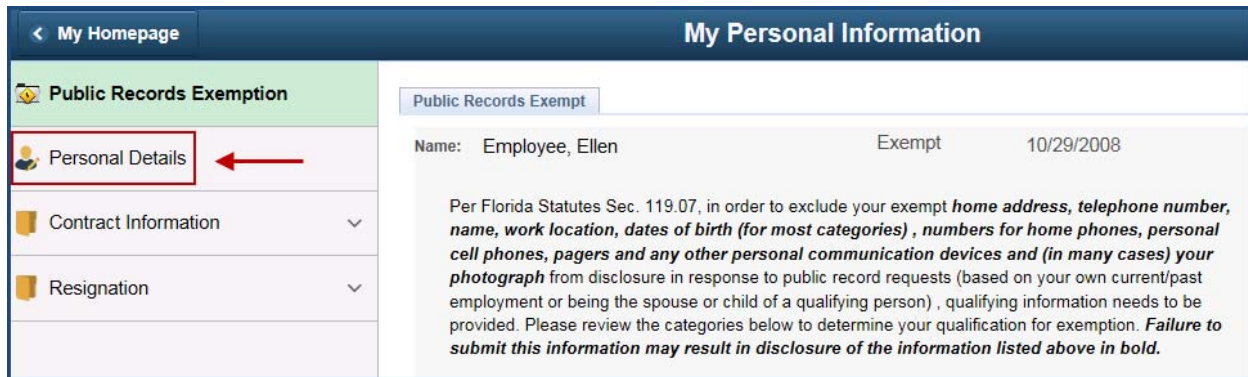 My Homepage
My Personal Information
Public Records Exemption
Personal Details
Contract Information
Resignation
Public Records Exempt
Name: Employee, Ellen Exempt 10/29/2008
Per Florida Statutes Sec. 119.07, in order to exclude your exempt home address, telephone number,
name, work location, dates of birth (for most categories) , numbers for home phones, personal
cell phones, pagers and any other personal communication devices and (in many cases) your
photograph from disclosure in response to public record requests (based on your own current/past
employment or being the spouse or child of a qualifying person) , qualifying information needs to be
provided. Please review the categories below to determine your qualification for exemption. Failure to
submit this information may result in disclosure of the information listed above in bold.